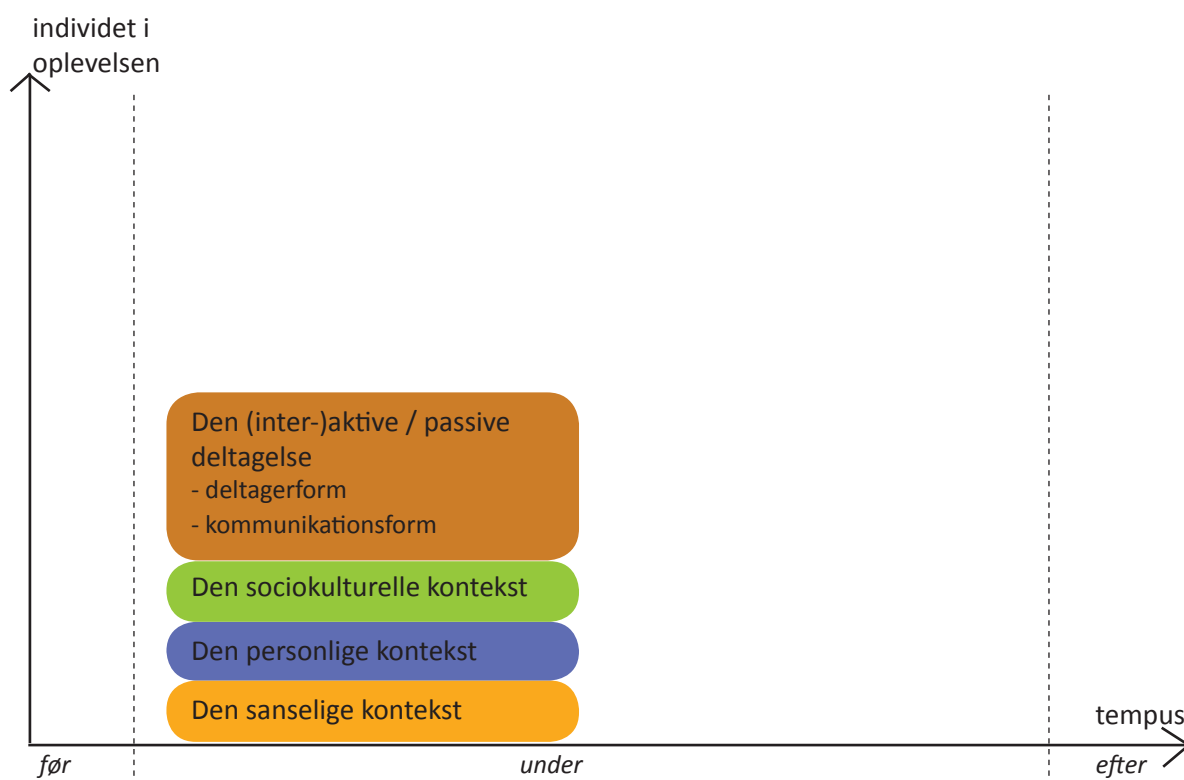 individet i
oplevelsen
Den (inter-)aktive / passive
deltagelse
- deltagerform
- kommunikationsform
Den sociokulturelle kontekst
Den personlige kontekst
Den sanselige kontekst
tempus
før
under
efter